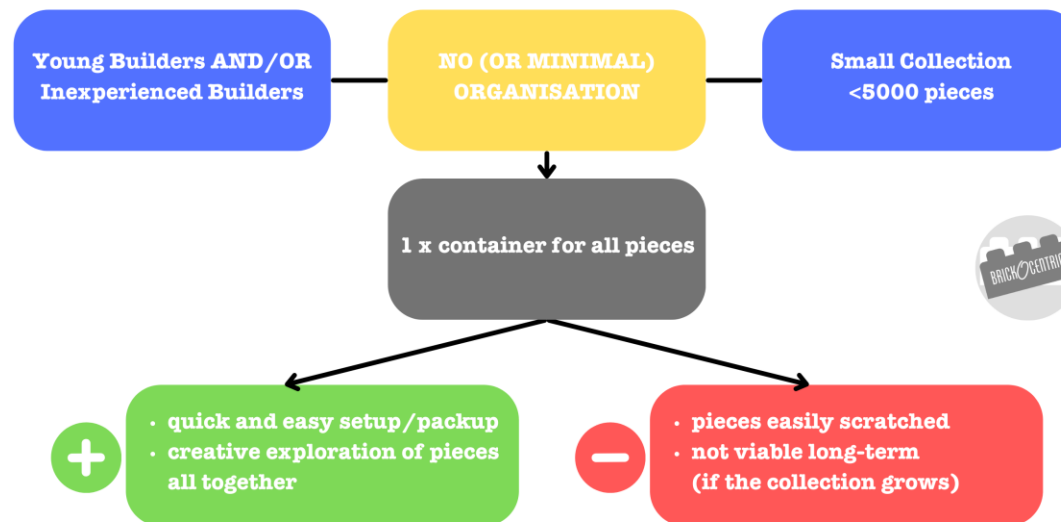 Young Builders AND/OR
Inexperienced Builders
NO (OR MINIMAL)
ORGANISATION
Small Collection
<5000 pieces
1 x container for all pieces
BRICKOCENTRIC
• quick and easy setup/packup
• creative exploration of pieces
all together
• pieces easily scratched
• not viable long-term
(if the collection grows)